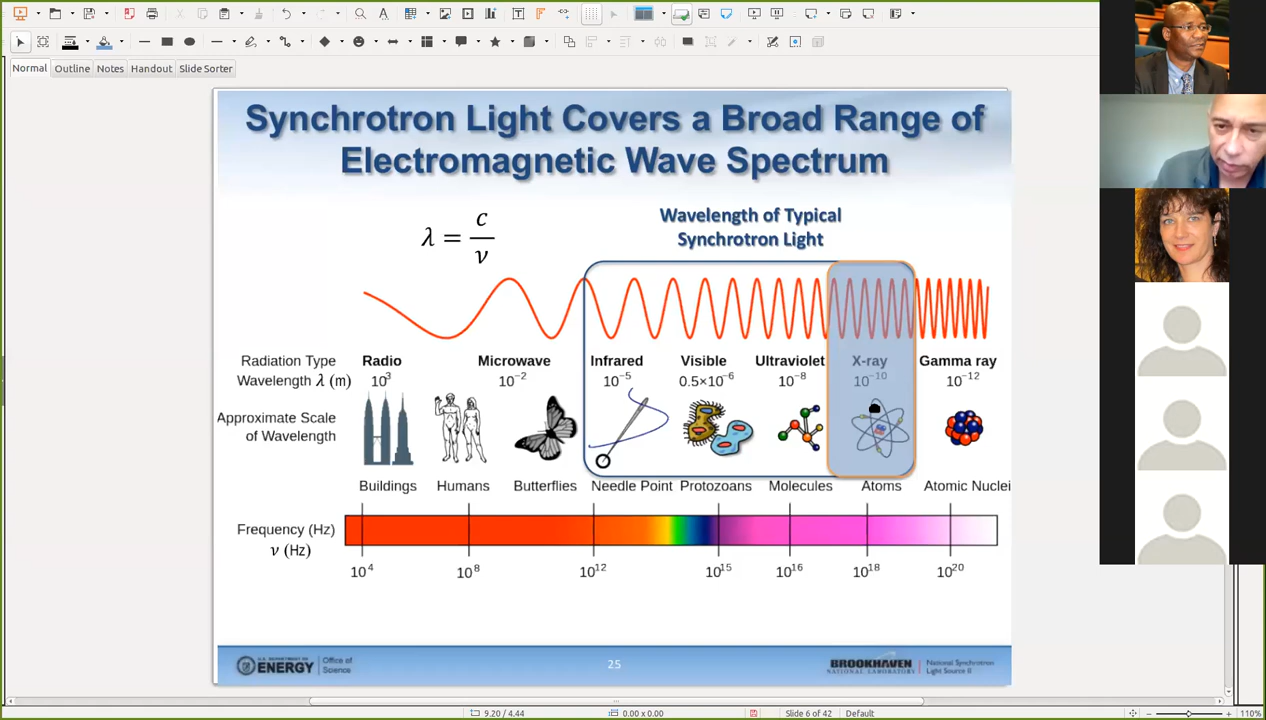 Normal Outline Notes Handout Slide Sorter
Synchrotron Light Covers a Broad Range of
Electromagnetic Wave Spectrum
λ = c/ν
Wavelength of Typical
Synchrotron Light
Radiation Type Radio Microwave Infrared Visible Ultraviolet X-ray Gamma ray
Wavelength λ (m) 10³ 10⁻² 10⁻⁵ 0.5×10⁻⁶ 10⁻⁸ 10⁻¹⁰ 10⁻¹²
Approximate Scale
of Wavelength
Buildings Humans Butterflies Needle Point Protozoans Molecules Atoms Atomic Nuclei
Frequency (Hz)
ν (Hz)
10⁴ 10⁸ 10¹² 10¹⁵ 10¹⁶ 10¹⁸ 10²⁰
U.S. DEPARTMENT OF
ENERGY
Office of
Science
25
BROOKHAVEN
NATIONAL LABORATORY
National Synchrotron
Light Source II
9.20 / 4.44 0.00 x 0.00 Slide 6 of 42 Default 110%